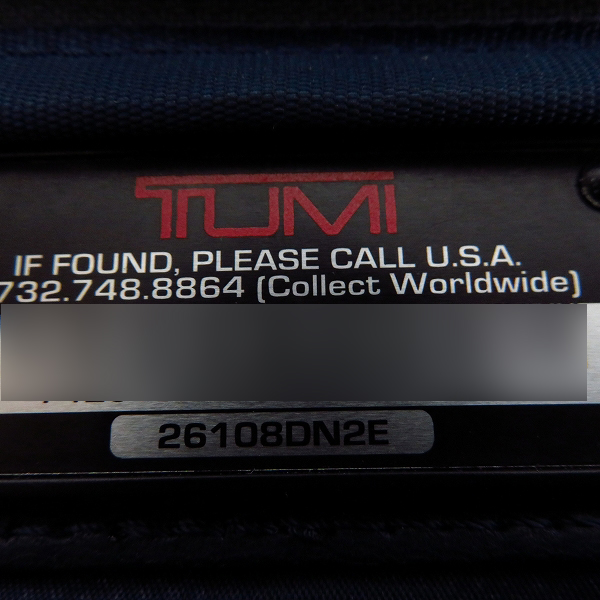 TUMI
IF FOUND, PLEASE CALL U.S.A.
732.748.8864 (Collect Worldwide)
26108DN2E